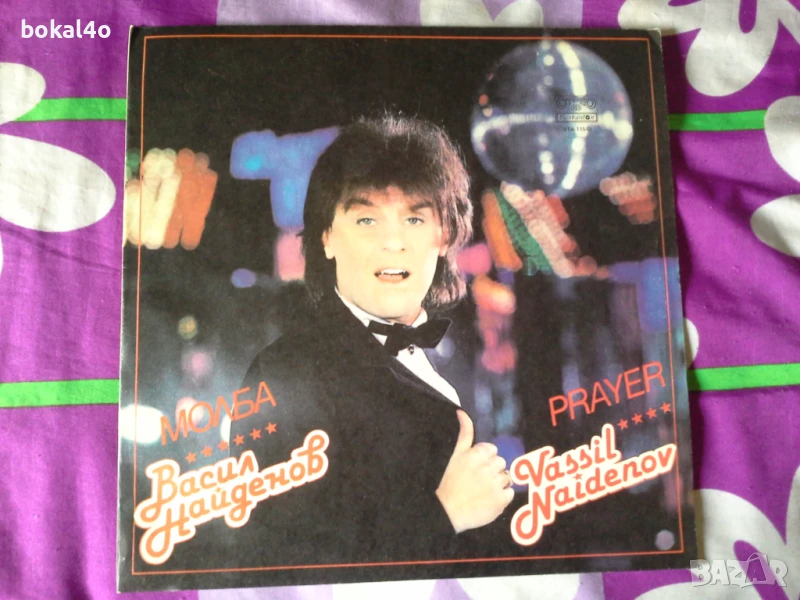 bokal4o
МОЛБА
Васил
Найденов
PRAYER
Vassil
Naidenov
BAZAR